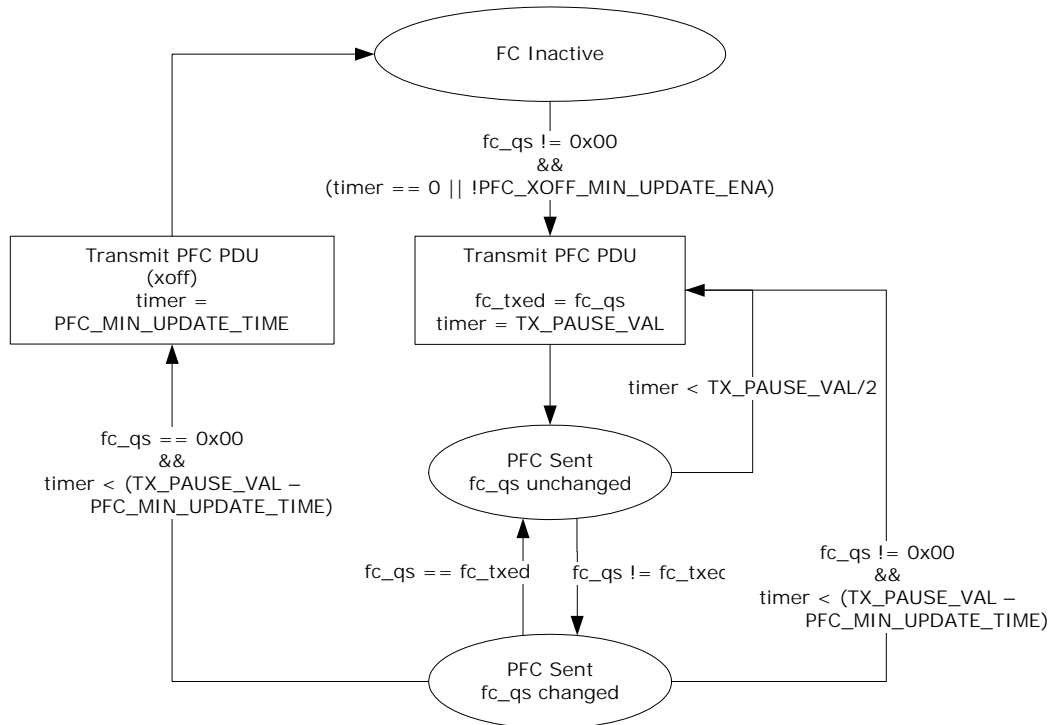 FC Inactive
fc_qs != 0x00
&&
(timer == 0 || !PFC_XOFF_MIN_UPDATE_ENA)
Transmit PFC PDU
(xoff)
timer =
PFC_MIN_UPDATE_TIME
Transmit PFC PDU
fc_txed = fc_qs
timer = TX_PAUSE_VAL
timer < TX_PAUSE_VAL/2
fc_qs == 0x00
&&
timer < (TX_PAUSE_VAL –
PFC_MIN_UPDATE_TIME)
PFC Sent
fc_qs unchanged
fc_qs == fc_txed
fc_qs != fc_txed
fc_qs != 0x00
&&
timer < (TX_PAUSE_VAL –
PFC_MIN_UPDATE_TIME)
PFC Sent
fc_qs changed